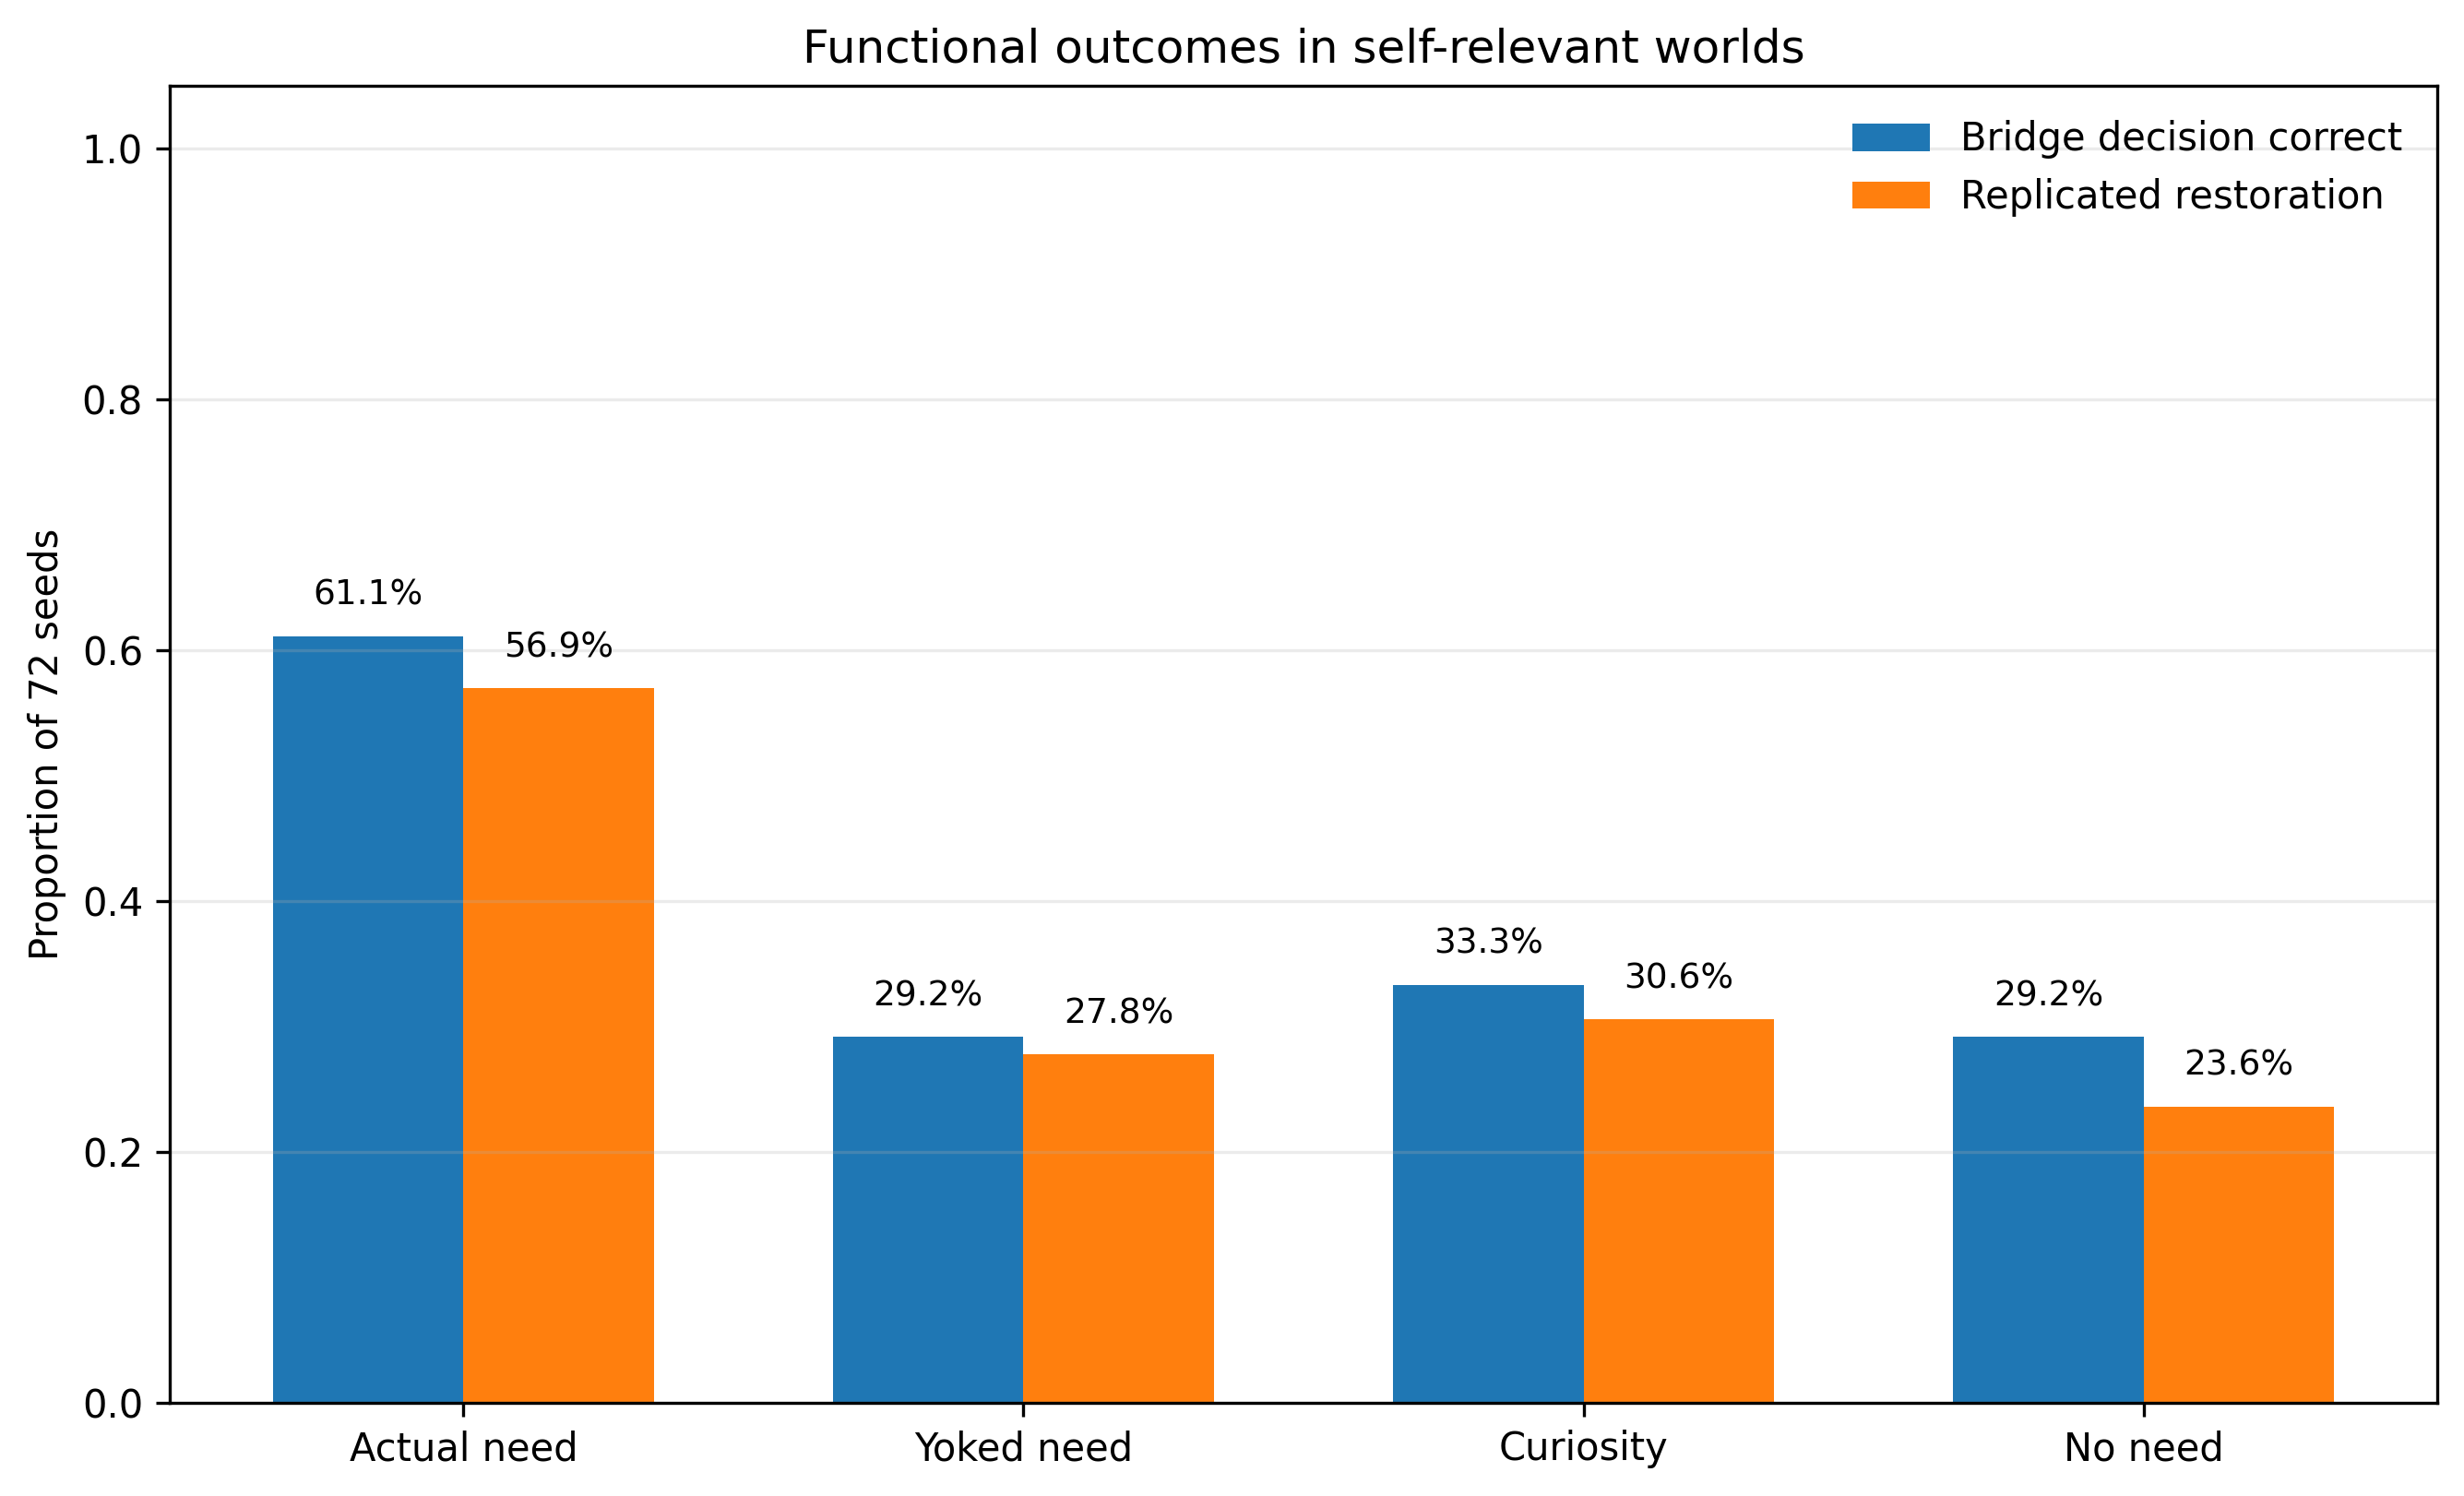 Functional outcomes in self-relevant worlds
Bridge decision correct
Replicated restoration
Proportion of 72 seeds
1.0
0.8
0.6
0.4
0.2
0.0
61.1%
56.9%
29.2%
27.8%
33.3%
30.6%
29.2%
23.6%
Actual need
Yoked need
Curiosity
No need